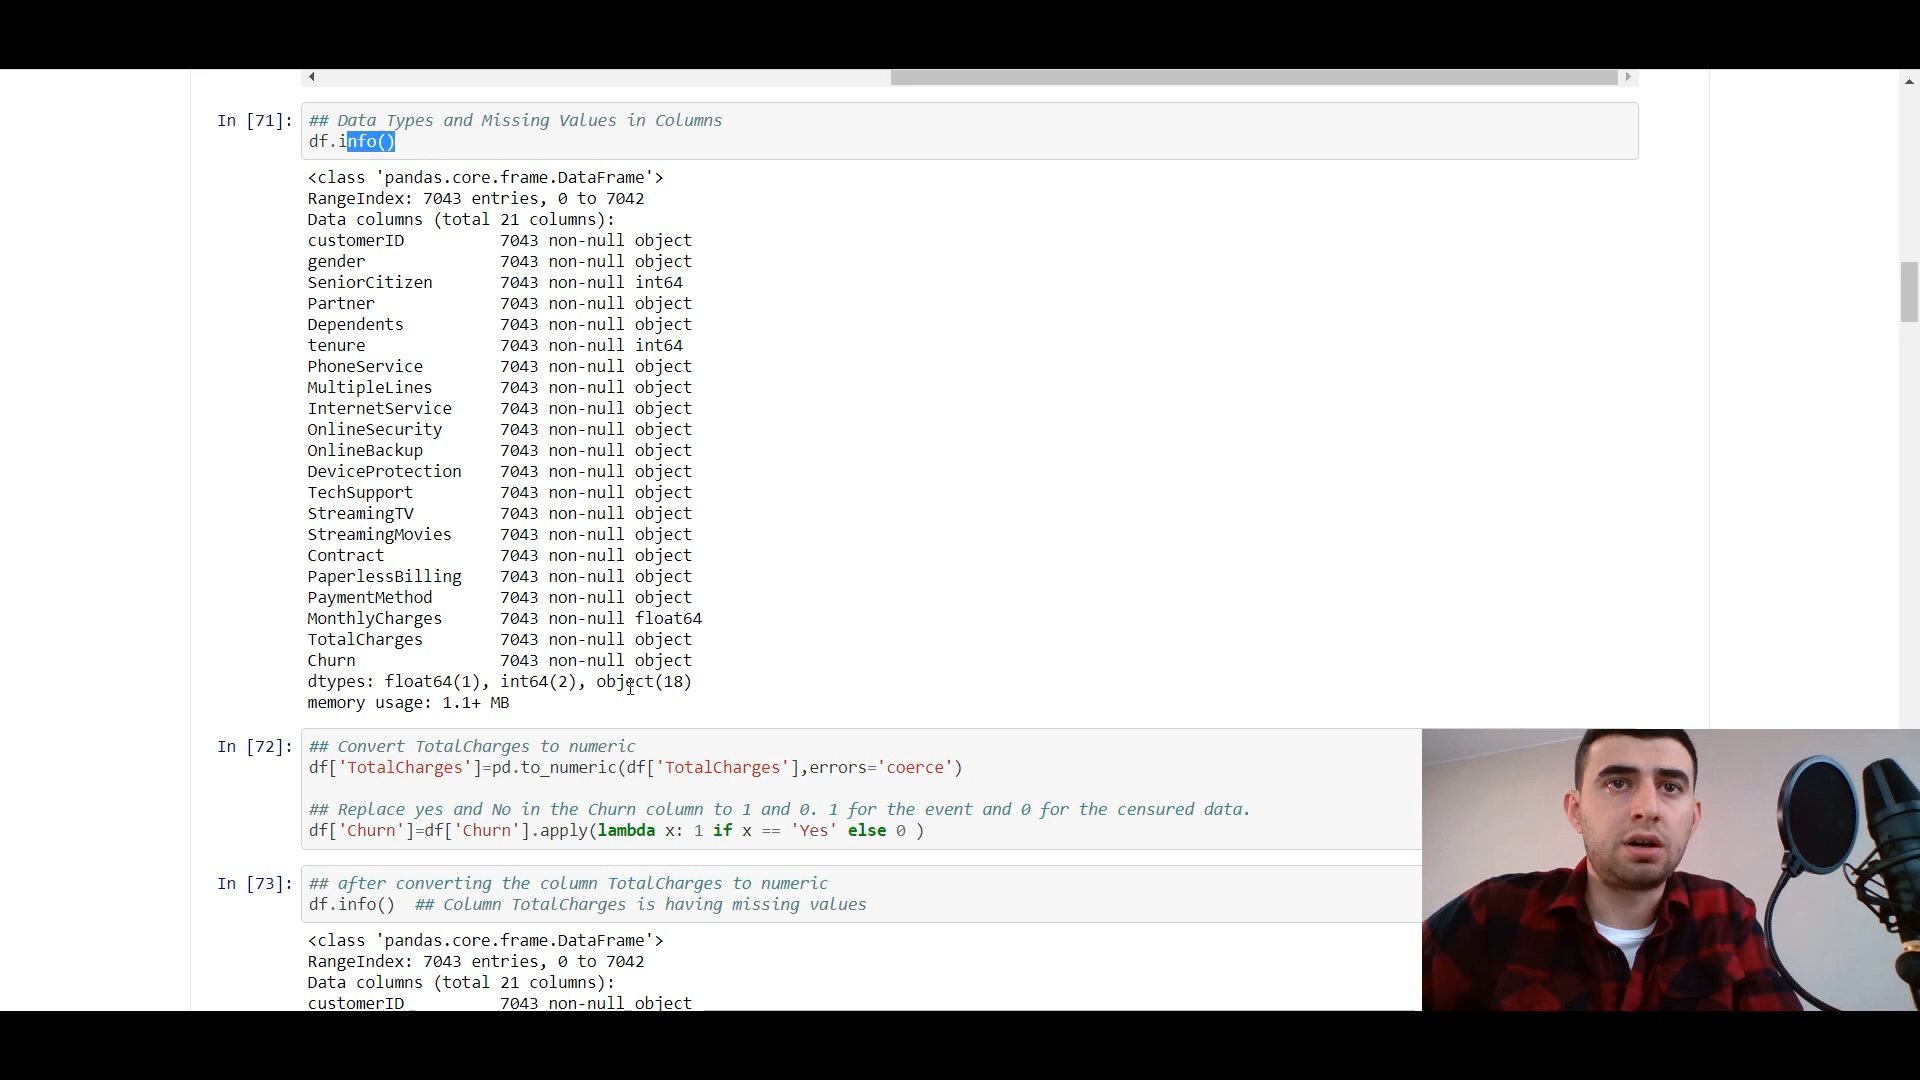 In [71]:
## Data Types and Missing Values in Columns
df.info()
<class 'pandas.core.frame.DataFrame'>
RangeIndex: 7043 entries, 0 to 7042
Data columns (total 21 columns):
customerID 7043 non-null object
gender 7043 non-null object
SeniorCitizen 7043 non-null int64
Partner 7043 non-null object
Dependents 7043 non-null object
tenure 7043 non-null int64
PhoneService 7043 non-null object
MultipleLines 7043 non-null object
InternetService 7043 non-null object
OnlineSecurity 7043 non-null object
OnlineBackup 7043 non-null object
DeviceProtection 7043 non-null object
TechSupport 7043 non-null object
StreamingTV 7043 non-null object
StreamingMovies 7043 non-null object
Contract 7043 non-null object
PaperlessBilling 7043 non-null object
PaymentMethod 7043 non-null object
MonthlyCharges 7043 non-null float64
TotalCharges 7043 non-null object
Churn 7043 non-null object
dtypes: float64(1), int64(2), object(18)
memory usage: 1.1+ MB
In [72]:
## Convert TotalCharges to numeric
df['TotalCharges']=pd.to_numeric(df['TotalCharges'],errors='coerce')
## Replace yes and No in the Churn column to 1 and 0. 1 for the event and 0 for the censured data.
df['Churn']=df['Churn'].apply(lambda x: 1 if x == 'Yes' else 0 )
In [73]:
## after converting the column TotalCharges to numeric
df.info() ## Column TotalCharges is having missing values
<class 'pandas.core.frame.DataFrame'>
RangeIndex: 7043 entries, 0 to 7042
Data columns (total 21 columns):
customerID 7043 non-null object